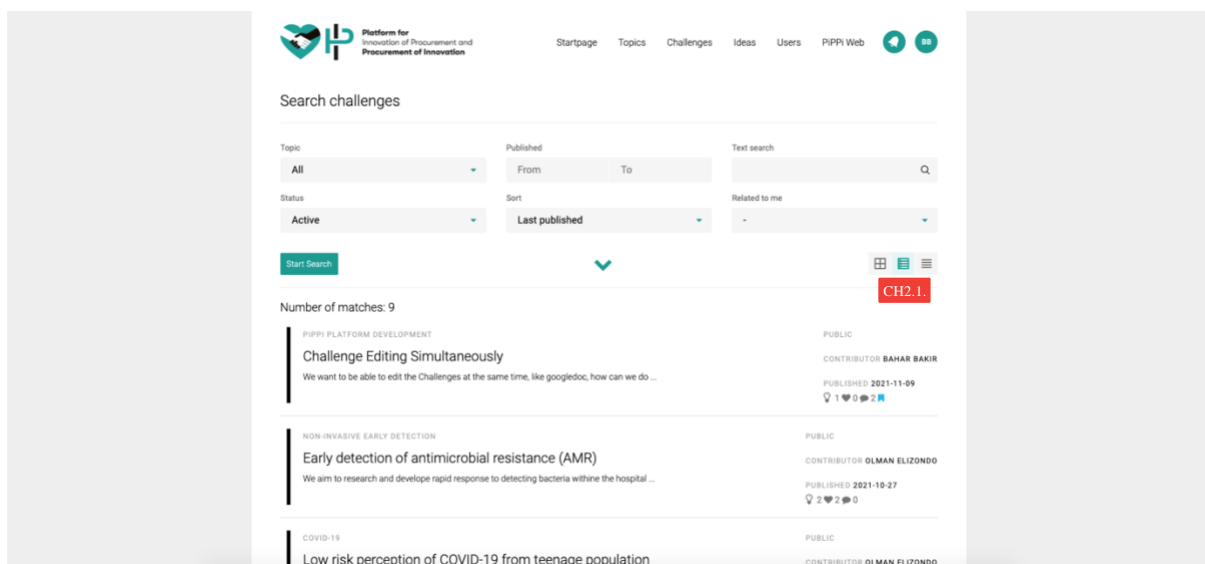 Platform for
Innovation of Procurement and
Procurement of Innovation
Startpage Topics Challenges Ideas Users PiPPi Web BB
Search challenges
Topic Published Text search
All From To
Status Sort Related to me
Active Last published -
Start Search
CH2.1.
Number of matches: 9
PIPPI PLATFORM DEVELOPMENT PUBLIC
Challenge Editing Simultaneously CONTRIBUTOR BAHAR BAKIR
We want to be able to edit the Challenges at the same time, like googledoc, how can we do ...
PUBLISHED 2021-11-09
1 0 2
NON-INVASIVE EARLY DETECTION PUBLIC
Early detection of antimicrobial resistance (AMR) CONTRIBUTOR OLMAN ELIZONDO
We aim to research and develope rapid response to detecting bacteria withine the hospital ...
PUBLISHED 2021-10-27
2 2 0
COVID-19 PUBLIC
Low risk perception of COVID-19 from teenage population CONTRIBUTOR OLMAN ELIZONDO